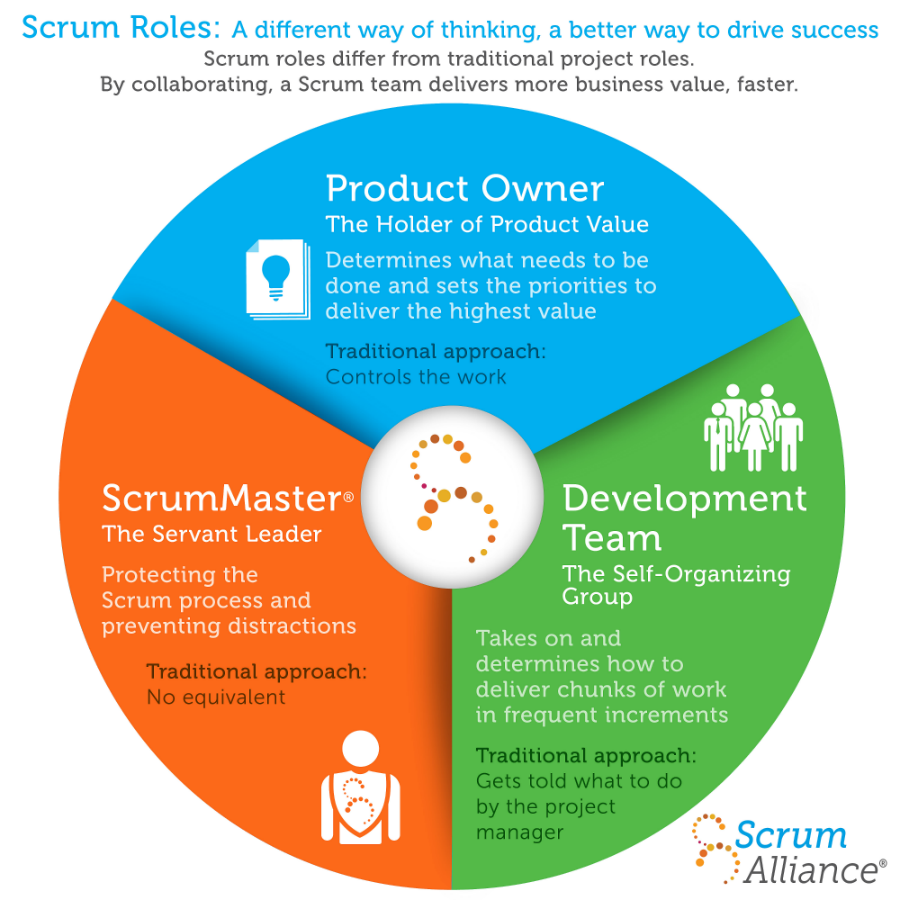 Scrum Roles: A different way of thinking, a better way to drive success
Scrum roles differ from traditional project roles.
By collaborating, a Scrum team delivers more business value, faster.
Product Owner
The Holder of Product Value
Determines what needs to be
done and sets the priorities to
deliver the highest value
Traditional approach:
Controls the work
ScrumMaster®
The Servant Leader
Protecting the
Scrum process and
preventing distractions
Traditional approach:
No equivalent
Development
Team
The Self-Organizing
Group
Takes on and
determines how to
deliver chunks of work
in frequent increments
Traditional approach:
Gets told what to do
by the project
manager
Scrum
Alliance®